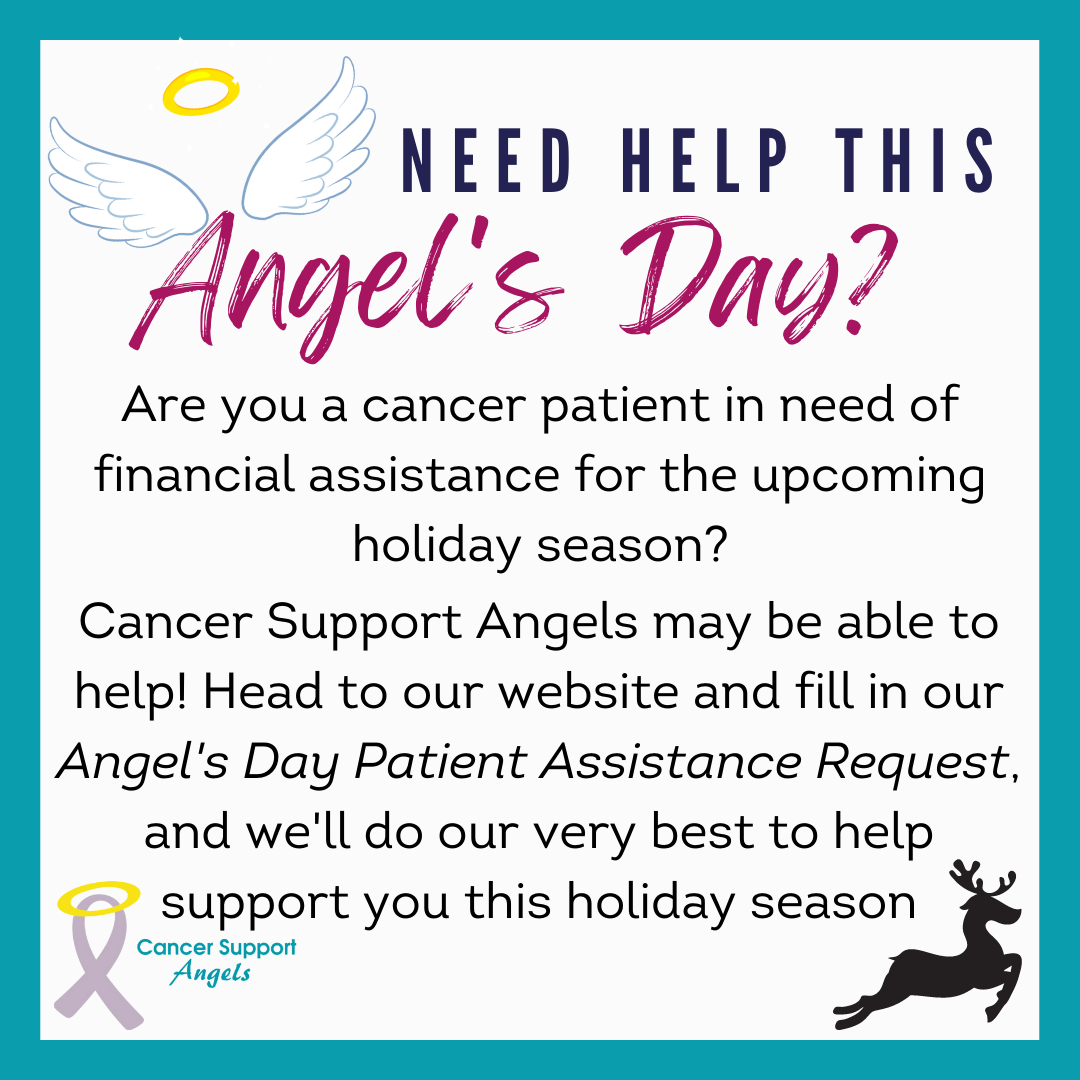 NEED HELP THIS
Angel's Day?
Are you a cancer patient in need of
financial assistance for the upcoming
holiday season?
Cancer Support Angels may be able to
help! Head to our website and fill in our
Angel's Day Patient Assistance Request,
and we'll do our very best to help
support you this holiday season
Cancer Support
Angels